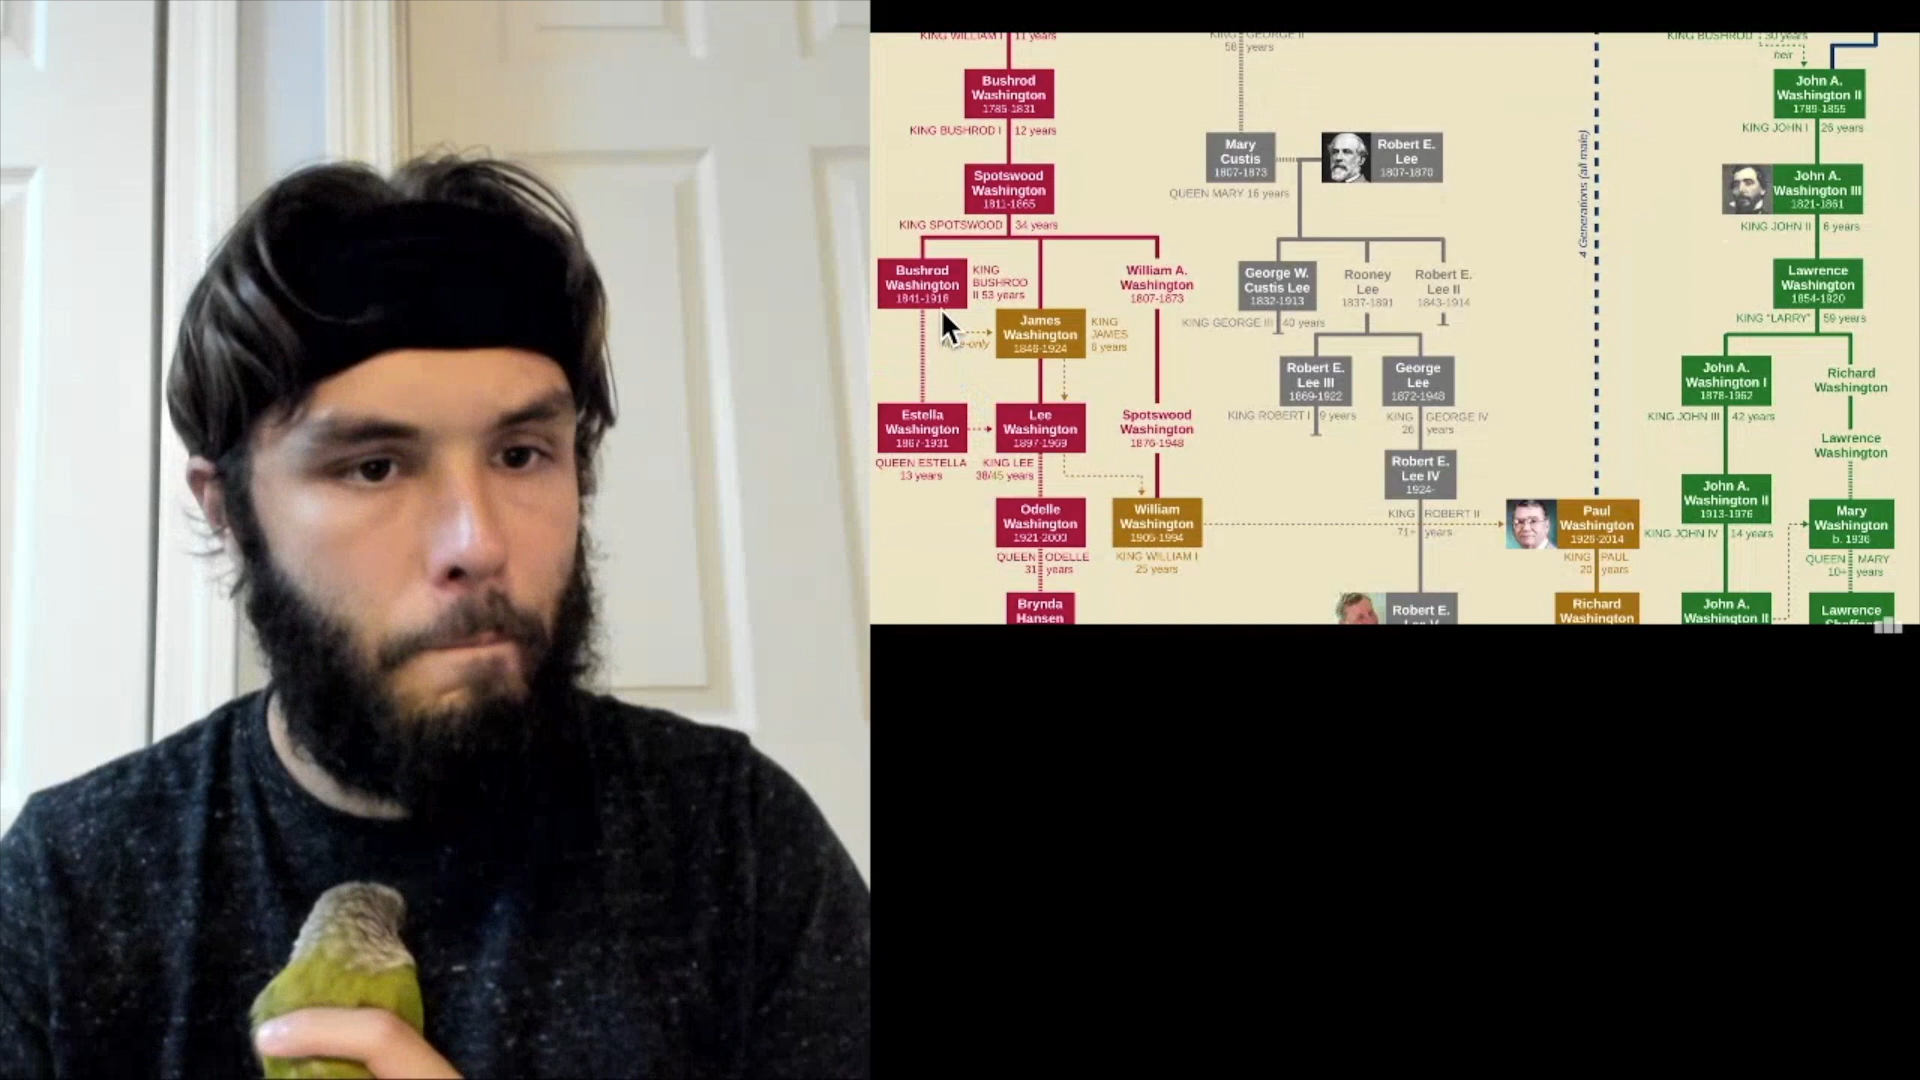 KING WILLIAM I 11 years
Bushrod
Washington
1785-1831
KING BUSHROD I 12 years
Spotswood
Washington
1811-1865
KING SPOTSWOOD 34 years
Bushrod
Washington
1841-1918
KING
BUSHROD
II 53 years
James
Washington
1846-1924
KING
JAMES
6 years
William A.
Washington
1807-1873
Estella
Washington
1867-1931
QUEEN ESTELLA
13 years
Lee
Washington
1897-1969
KING LEE
38/45 years
Spotswood
Washington
1876-1948
Odelle
Washington
1921-2000
QUEEN ODELLE
31 years
William
Washington
1905-1994
KING WILLIAM I
25 years
Brynda
Hansen
KING GEORGE II
58 years
Mary
Custis
1807-1873
QUEEN MARY 16 years
Robert E.
Lee
1807-1870
George W.
Custis Lee
1832-1913
KING GEORGE III 40 years
Rooney
Lee
1837-1891
Robert E.
Lee II
1843-1914
Robert E.
Lee III
1869-1922
KING ROBERT I 9 years
George
Lee
1872-1948
KING GEORGE IV
26 years
Robert E.
Lee IV
1924-
KING ROBERT II
71+ years
Robert E.
Lee V
4 Generations (all male)
Paul
Washington
1926-2014
KING PAUL
20 years
Richard
Washington
KING BUSHROD 30 years
heir
John A.
Washington II
1789-1855
KING JOHN I 26 years
John A.
Washington III
1821-1861
KING JOHN II 6 years
Lawrence
Washington
1854-1920
KING "LARRY" 59 years
John A.
Washington I
1878-1962
KING JOHN III 42 years
Richard
Washington
Lawrence
Washington
John A.
Washington II
1913-1976
KING JOHN IV 14 years
Mary
Washington
b. 1936
QUEEN MARY
10+ years
John A.
Washington II
Lawrence